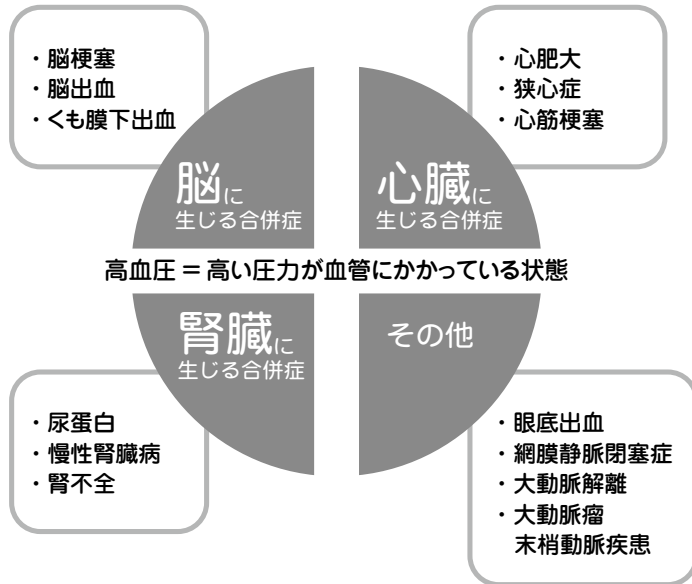 ・脳梗塞
・脳出血
・くも膜下出血
脳に
生じる合併症
・心肥大
・狭心症
・心筋梗塞
心臓に
生じる合併症
高血圧 = 高い圧力が血管にかかっている状態
腎臓に
生じる合併症
・尿蛋白
・慢性腎臓病
・腎不全
その他
・眼底出血
・網膜静脈閉塞症
・大動脈解離
・大動脈瘤
末梢動脈疾患